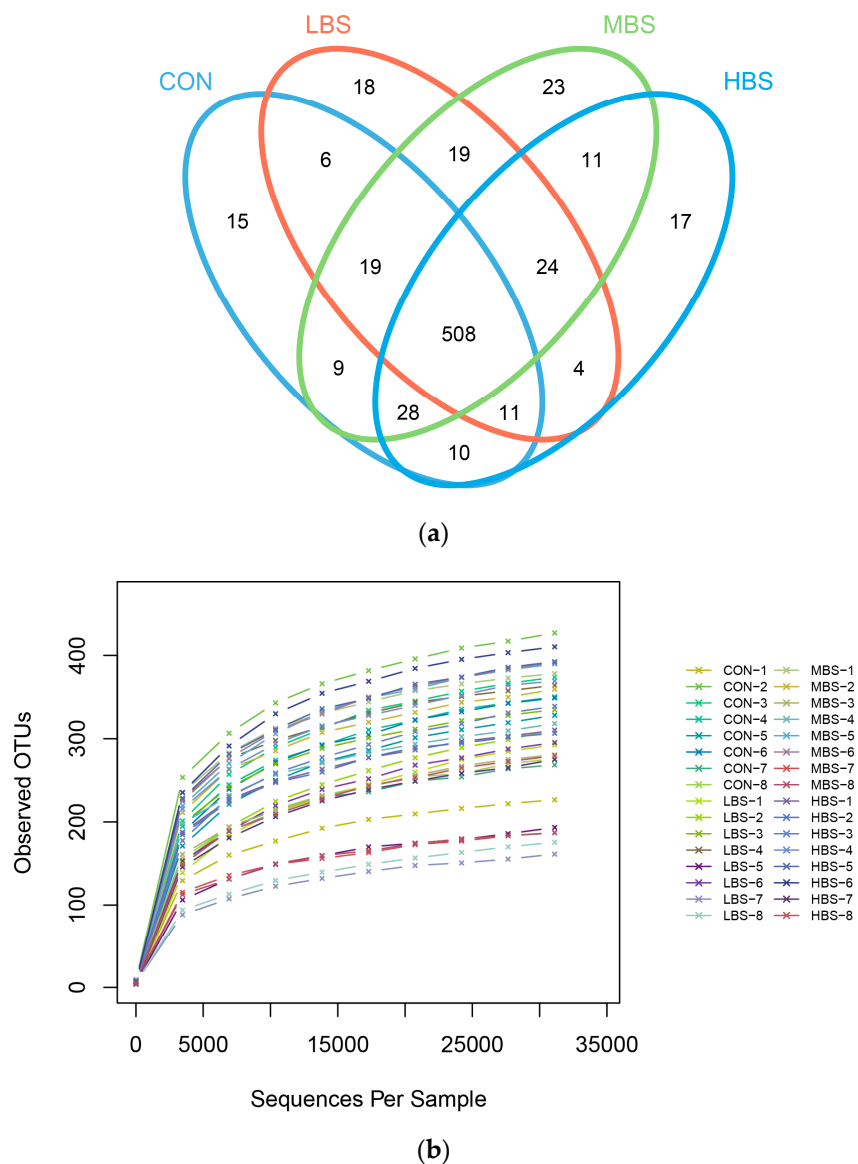 LBS MBS
CON HBS
18 23
6 19 11
15 17
19 24
508
9 4
28 11
10
(a)
Observed OTUs
400
300
200
100
0
0 5000 15000 25000 35000
Sequences Per Sample
CON-1 MBS-1
CON-2 MBS-2
CON-3 MBS-3
CON-4 MBS-4
CON-5 MBS-5
CON-6 MBS-6
CON-7 MBS-7
CON-8 MBS-8
LBS-1 HBS-1
LBS-2 HBS-2
LBS-3 HBS-3
LBS-4 HBS-4
LBS-5 HBS-5
LBS-6 HBS-6
LBS-7 HBS-7
LBS-8 HBS-8
(b)